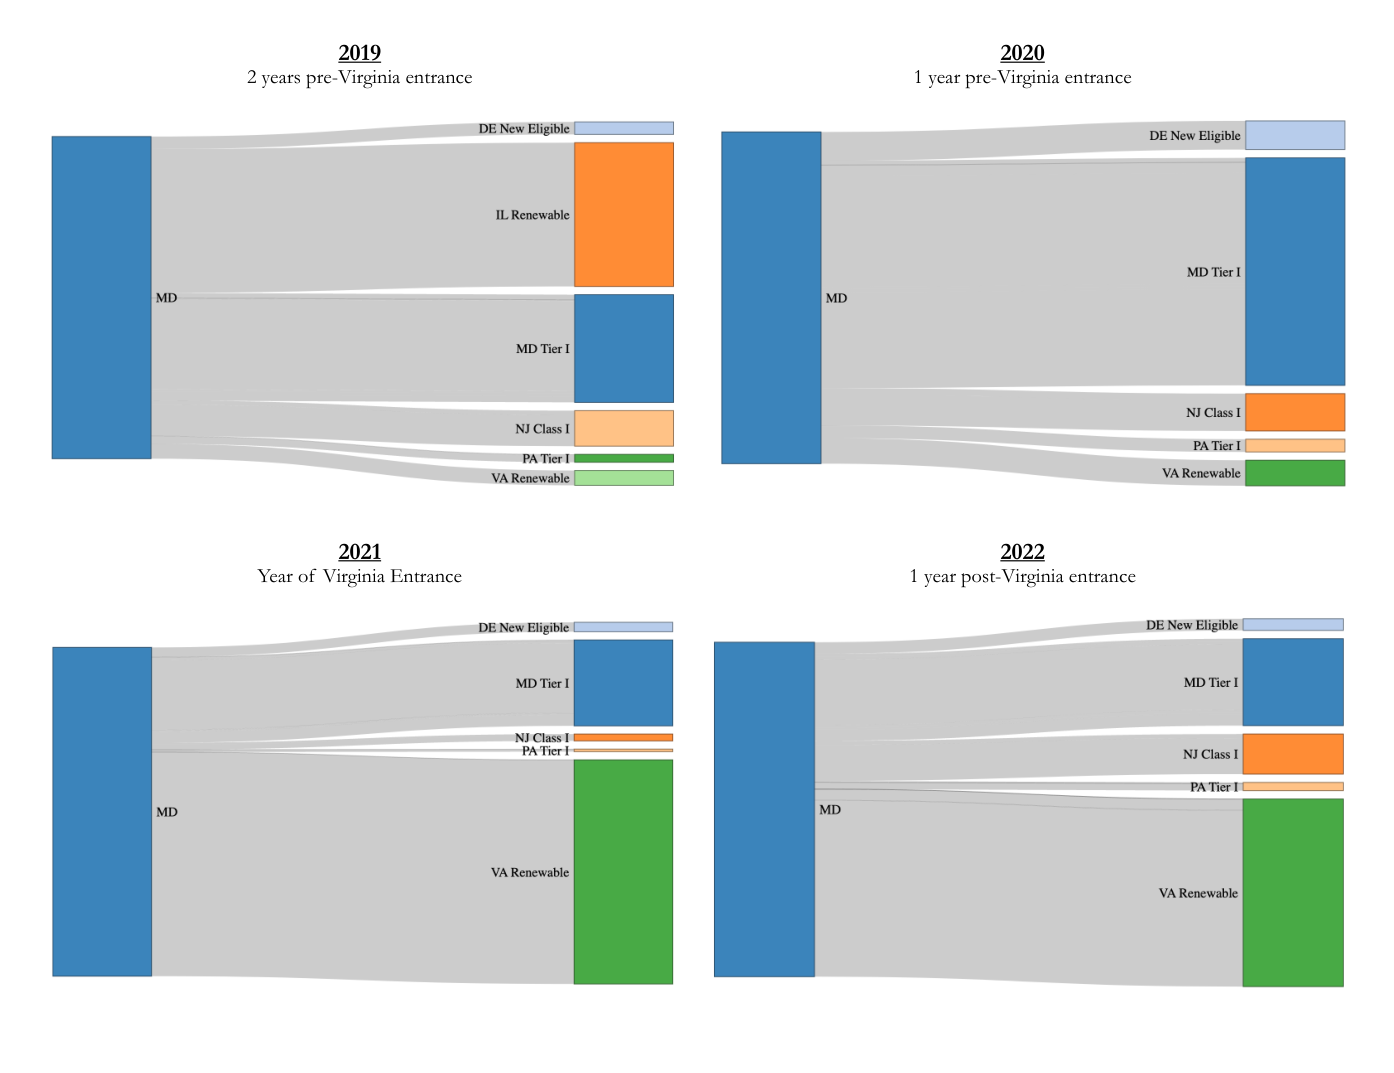 2019
2 years pre-Virginia entrance
DE New Eligible
IL Renewable
MD
MD Tier I
NJ Class I
PA Tier I
VA Renewable
2020
1 year pre-Virginia entrance
DE New Eligible
MD Tier I
MD
NJ Class I
PA Tier I
VA Renewable
2021
Year of Virginia Entrance
DE New Eligible
MD Tier I
NJ Class I
PA Tier I
MD
VA Renewable
2022
1 year post-Virginia entrance
DE New Eligible
MD Tier I
NJ Class I
PA Tier I
MD
VA Renewable